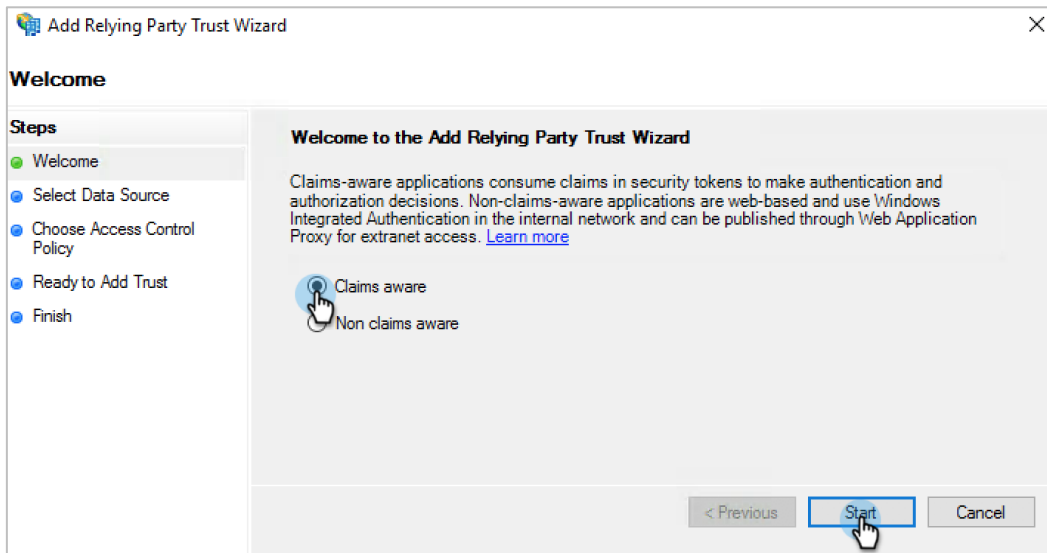 Add Relying Party Trust Wizard
Welcome
Steps
Welcome
Select Data Source
Choose Access Control
Policy
Ready to Add Trust
Finish
Welcome to the Add Relying Party Trust Wizard
Claims-aware applications consume claims in security tokens to make authentication and
authorization decisions. Non-claims-aware applications are web-based and use Windows
Integrated Authentication in the internal network and can be published through Web Application
Proxy for extranet access. Learn more
Claims aware
Non claims aware
< Previous
Start
Cancel